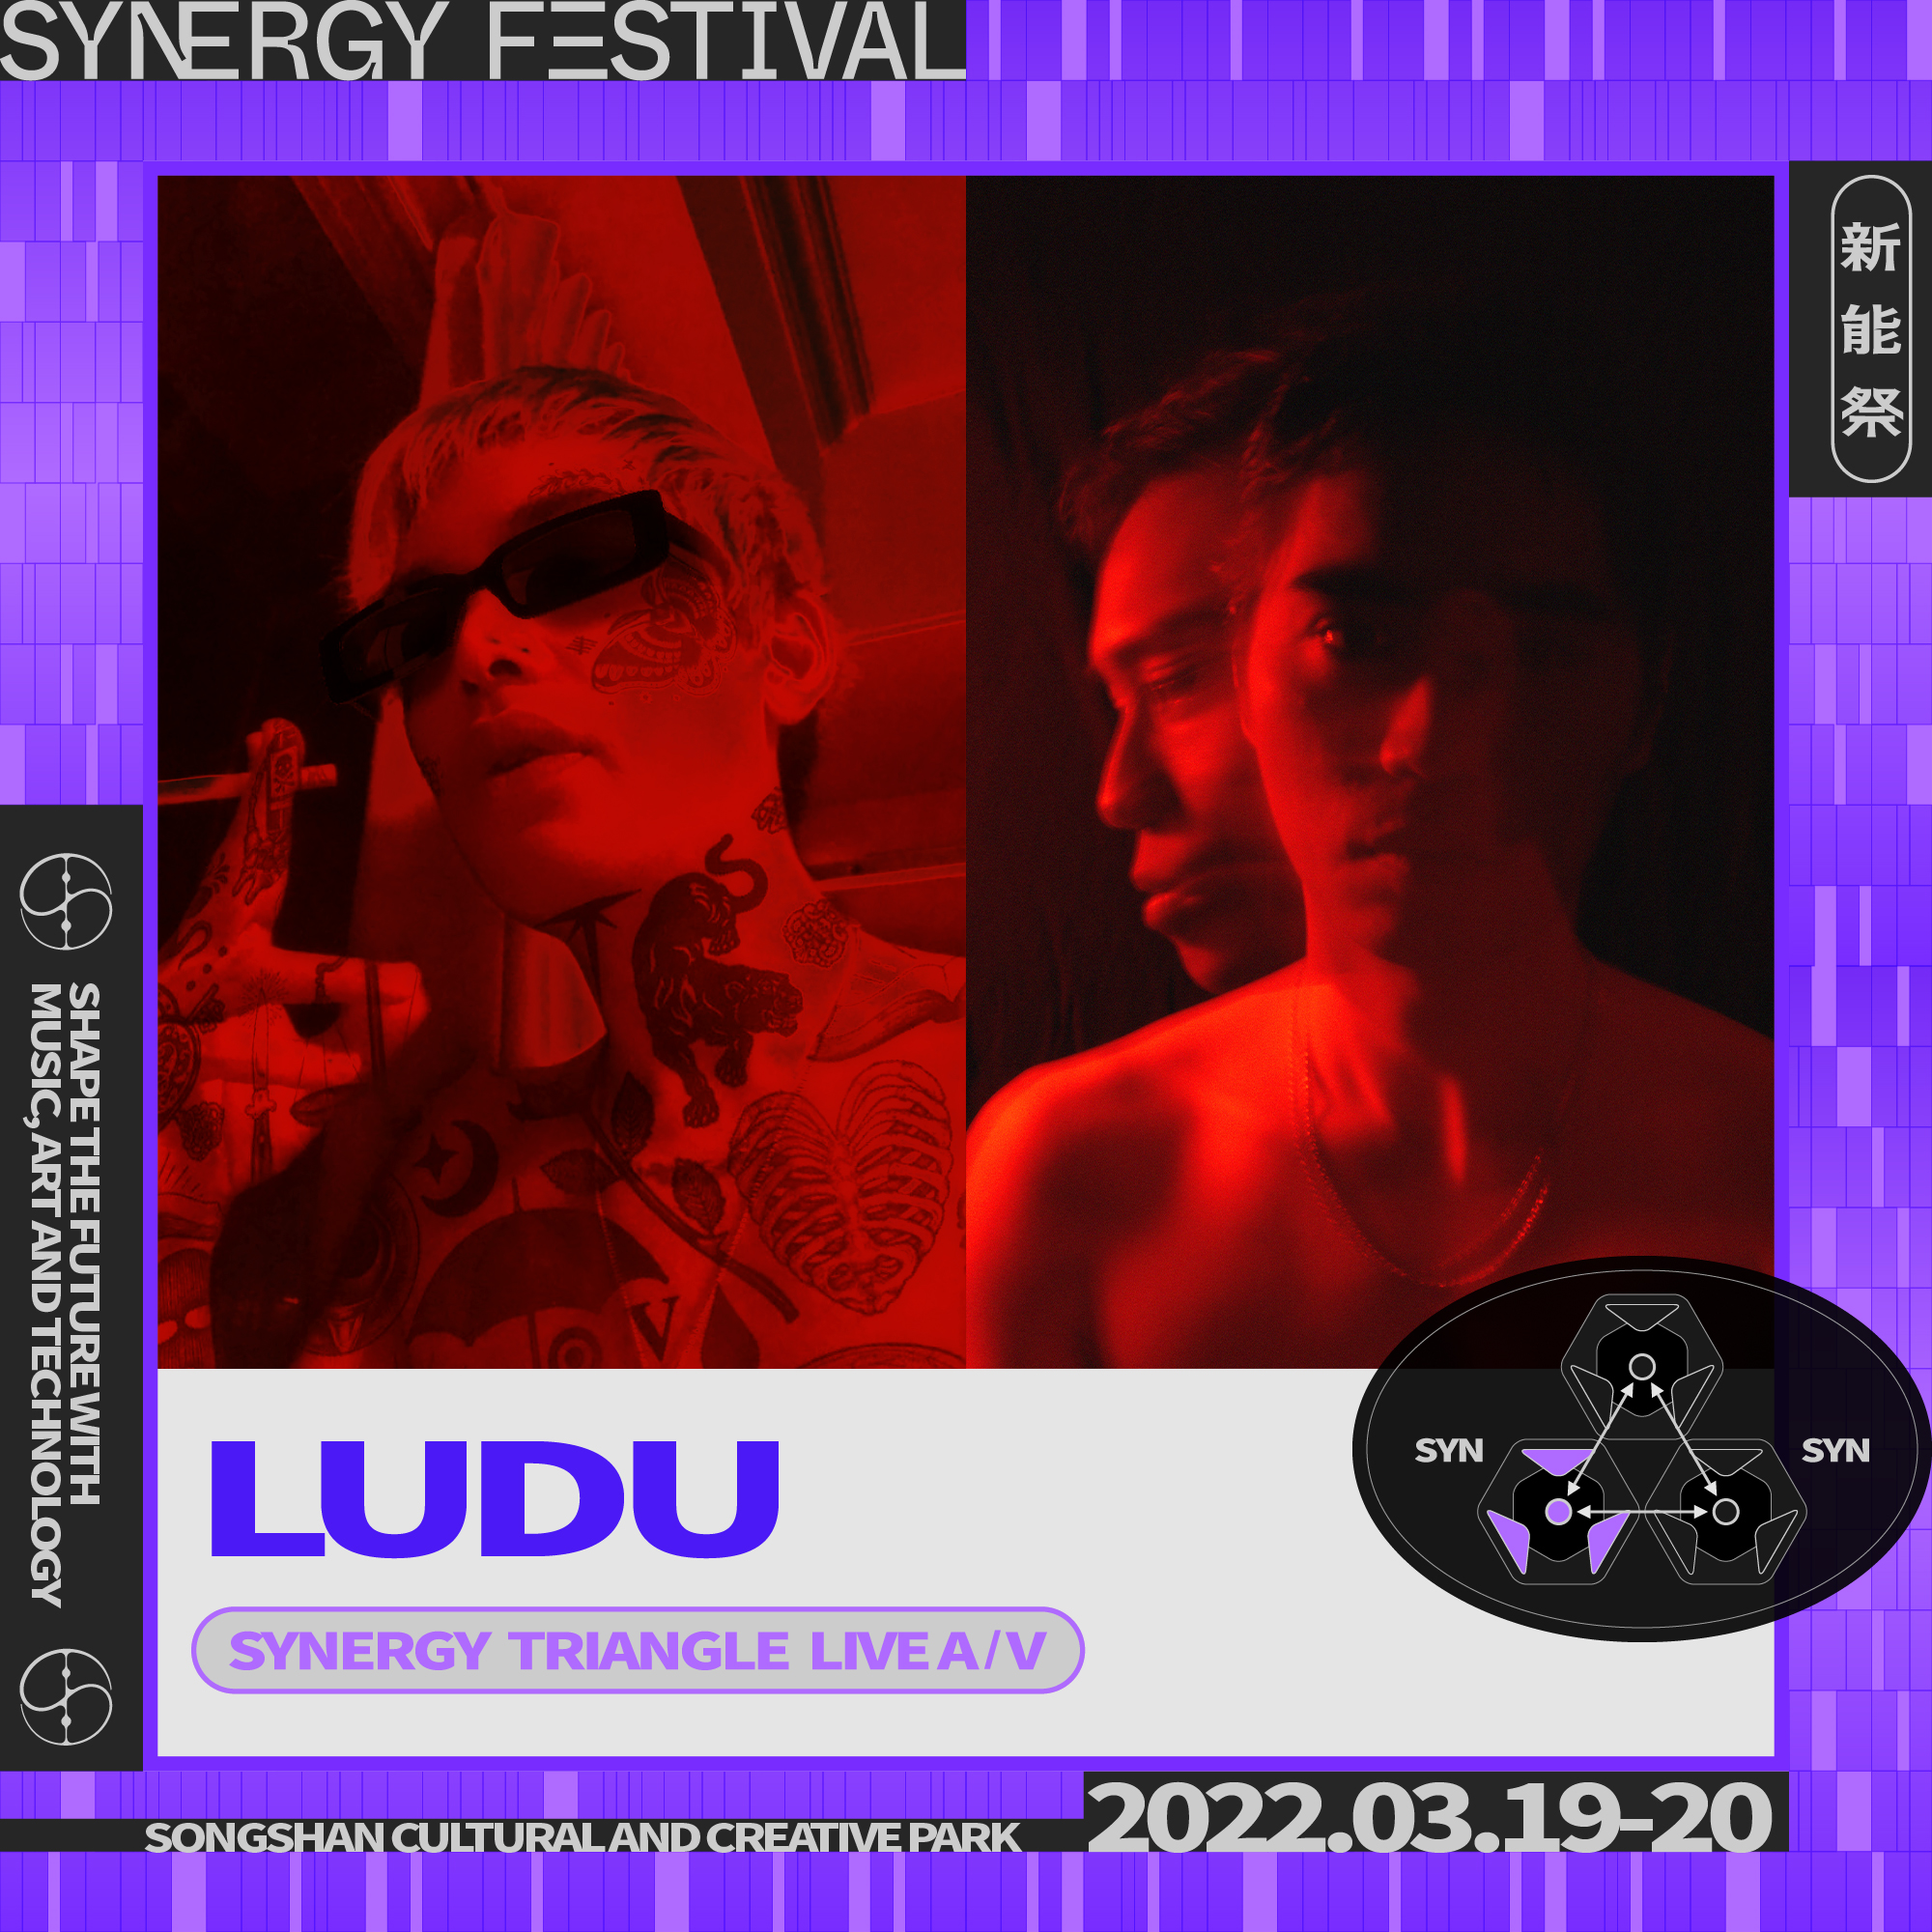 SYNERGY FESTIVAL
新能祭
SHAPE THE FUTURE WITH
MUSIC, ART AND TECHNOLOGY
V
SYN
SYN
LUDU
SYNERGY TRIANGLE LIVE A/V
SONGSHAN CULTURAL AND CREATIVE PARK
2022.03.19-20